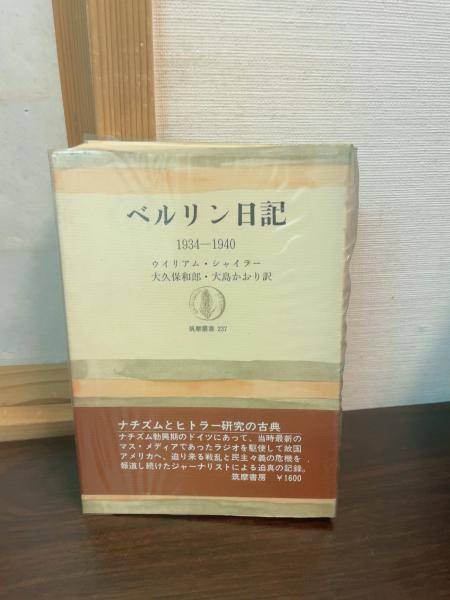 ベルリン日記
1934—1940
ウイリアム・シャイラー
大久保和郎・大島かおり訳
筑摩叢書 237
ナチズムとヒトラー研究の古典
ナチズム勃興期のドイツにあって、当時最新の
マス・メディアであったラジオを駆使して故国
アメリカへ、迫り来る戦乱と民主々義の危機を
報道し続けたジャーナリストによる迫真の記録。
筑摩書房 ￥1600